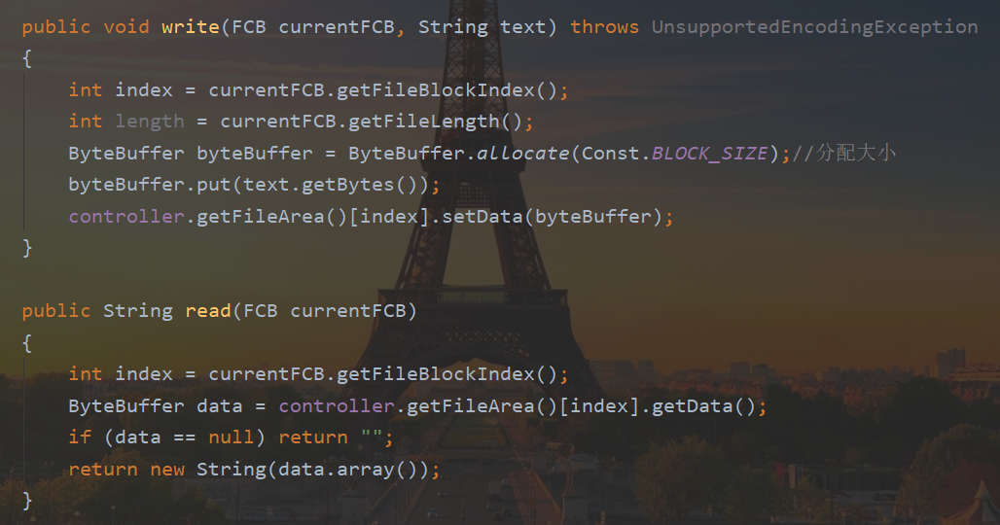 public void write(FCB currentFCB, String text) throws UnsupportedEncodingException
{
    int index = currentFCB.getFileBlockIndex();
    int length = currentFCB.getFileLength();
    ByteBuffer byteBuffer = ByteBuffer.allocate(Const.BLOCK_SIZE);//分配大小
    byteBuffer.put(text.getBytes());
    controller.getFileArea()[index].setData(byteBuffer);
}

public String read(FCB currentFCB)
{
    int index = currentFCB.getFileBlockIndex();
    ByteBuffer data = controller.getFileArea()[index].getData();
    if (data == null) return "";
    return new String(data.array());
}